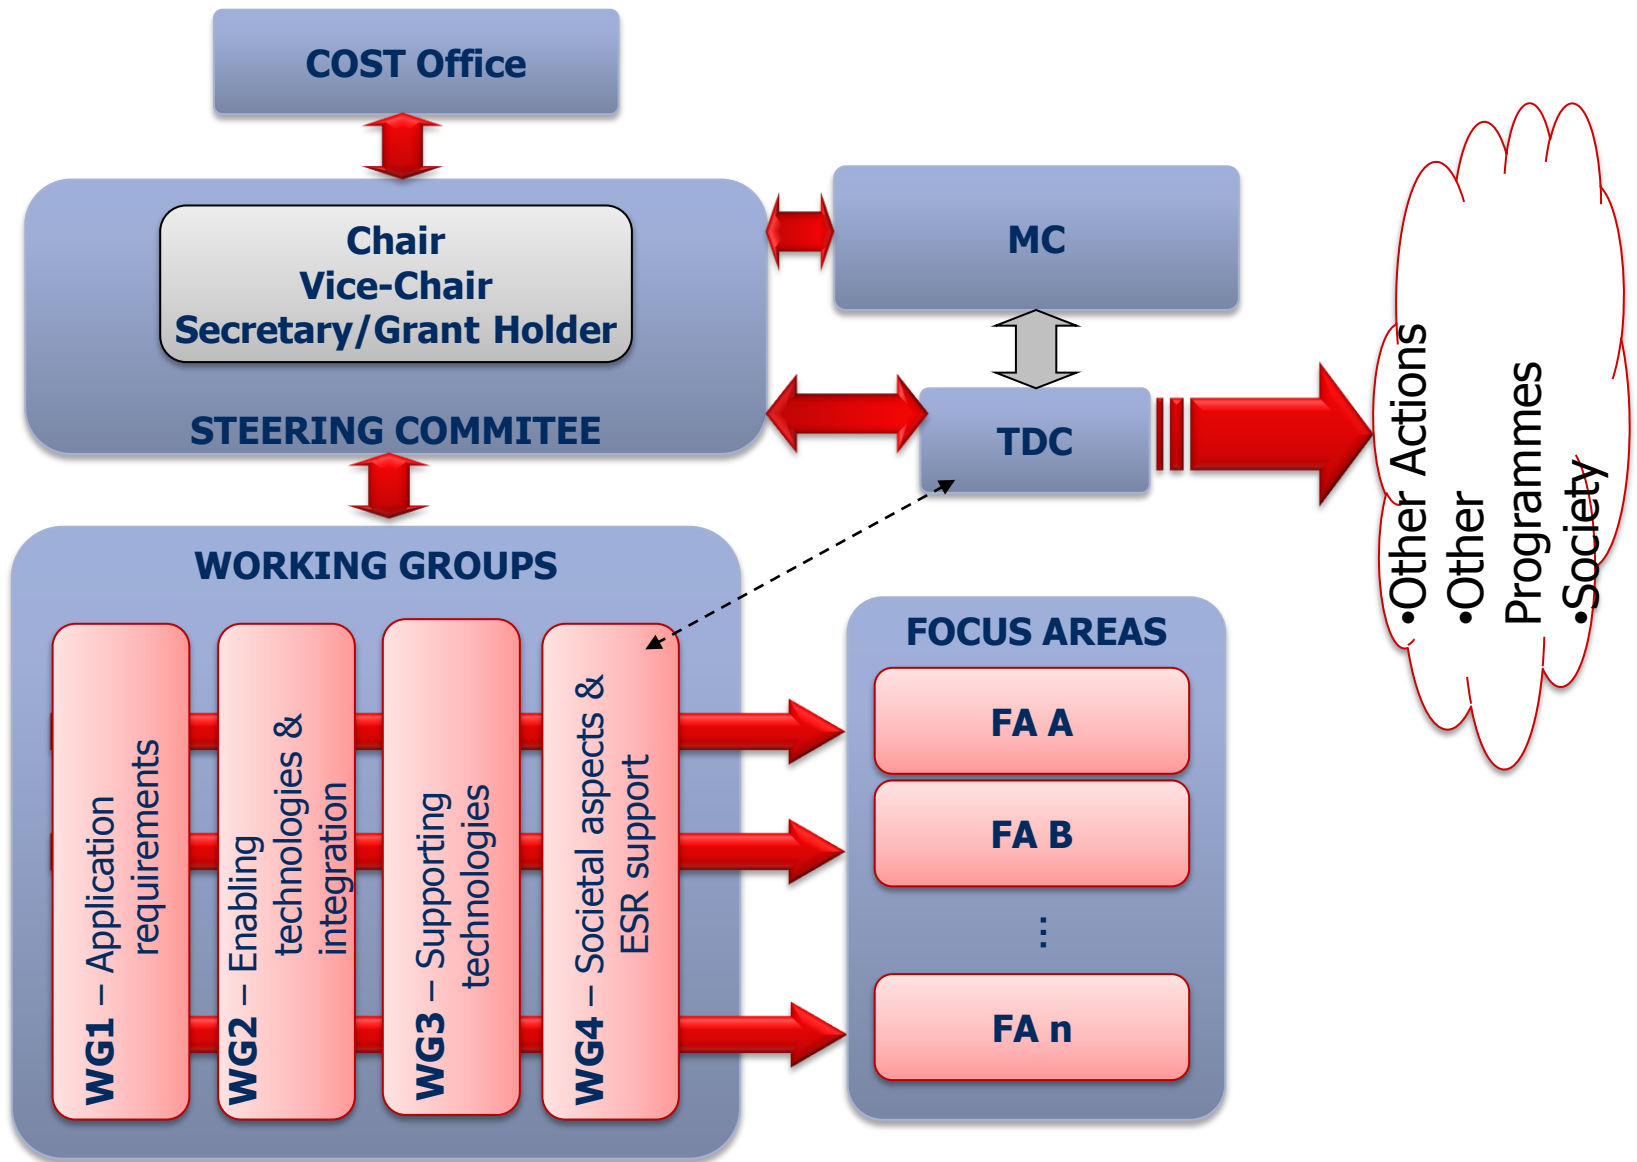 COST Office
Chair
Vice-Chair
Secretary/Grant Holder
STEERING COMMITEE
MC
TDC
•Other Actions
•Other
Programmes
•Society
WORKING GROUPS
WG1 – Application
requirements
WG2 – Enabling
technologies &
integration
WG3 – Supporting
technologies
WG4 – Societal aspects &
ESR support
FOCUS AREAS
FA A
FA B
...
FA n